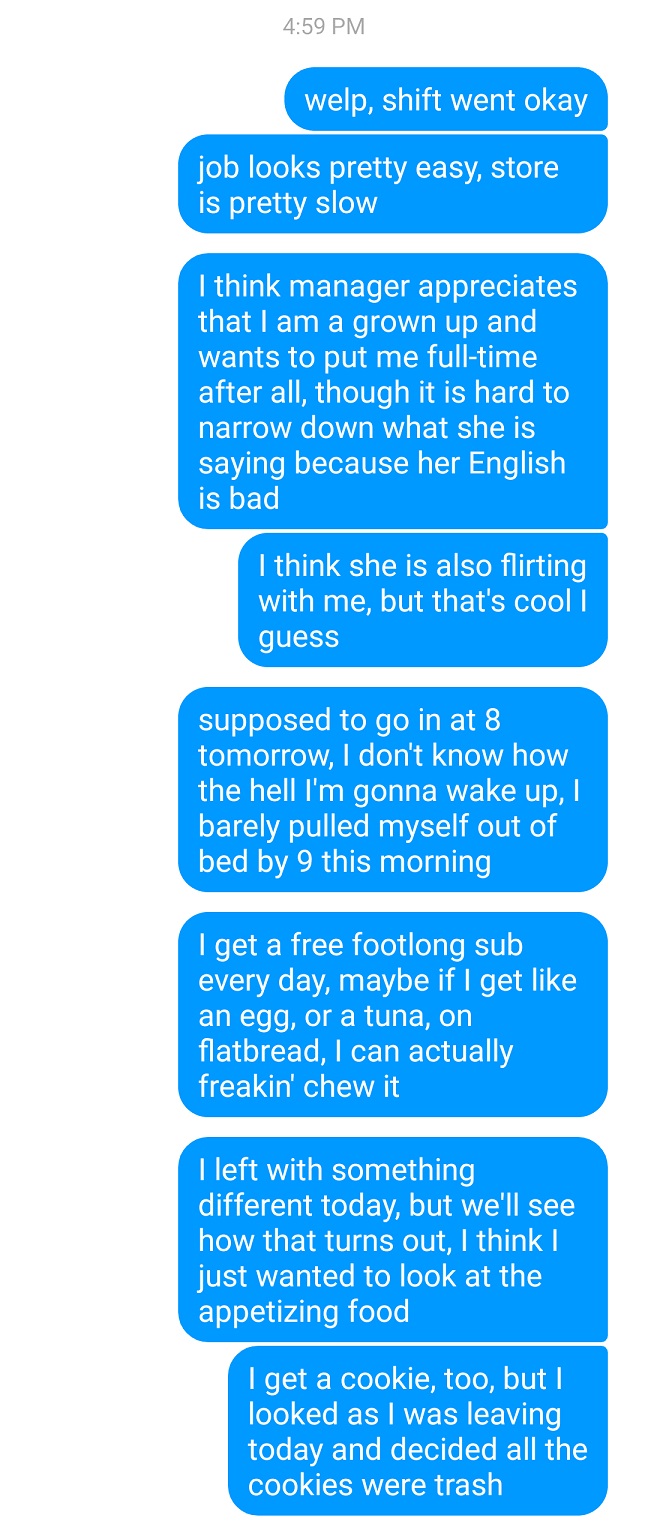 4:59 PM
welp, shift went okay
job looks pretty easy, store
is pretty slow
I think manager appreciates
that I am a grown up and
wants to put me full-time
after all, though it is hard to
narrow down what she is
saying because her English
is bad
I think she is also flirting
with me, but that's cool I
guess
supposed to go in at 8
tomorrow, I don't know how
the hell I'm gonna wake up, I
barely pulled myself out of
bed by 9 this morning
I get a free footlong sub
every day, maybe if I get like
an egg, or a tuna, on
flatbread, I can actually
freakin' chew it
I left with something
different today, but we'll see
how that turns out, I think I
just wanted to look at the
appetizing food
I get a cookie, too, but I
looked as I was leaving
today and decided all the
cookies were trash